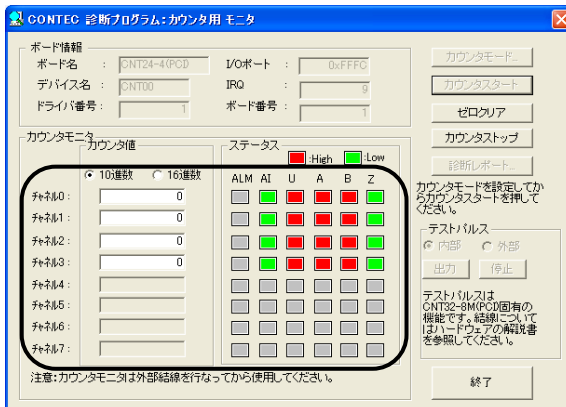 CONTEC 診断プログラム:カウンタ用 モニタ
ボード情報
ボード名 : CNT24-4(PCI)
I/Oポート : 0xFFFC
デバイス名 : CNT00
IRQ : 9
ドライバ番号 : 1
ボード番号 : 1
カウンタモード...
カウンタスタート
ゼロクリア
カウンタストップ
診断レポート...
カウンタモニタ
カウンタ値
10進数 16進数
ステータス
:High :Low
ALM AI U A B Z
チャネル0 : 0
チャネル1 : 0
チャネル2 : 0
チャネル3 : 0
チャネル4 :
チャネル5 :
チャネル6 :
チャネル7 :
注意:カウンタモニタは外部結線を行なってから使用してください。
カウンタモードを設定してか
らカウンタスタートを押して
ください。
テストパルス
内部 外部
出力 停止
テストパルスは
CNT32-8M(PCI)固有の
機能です。結線について
はハードウェアの解説書
を参照してください。
終了